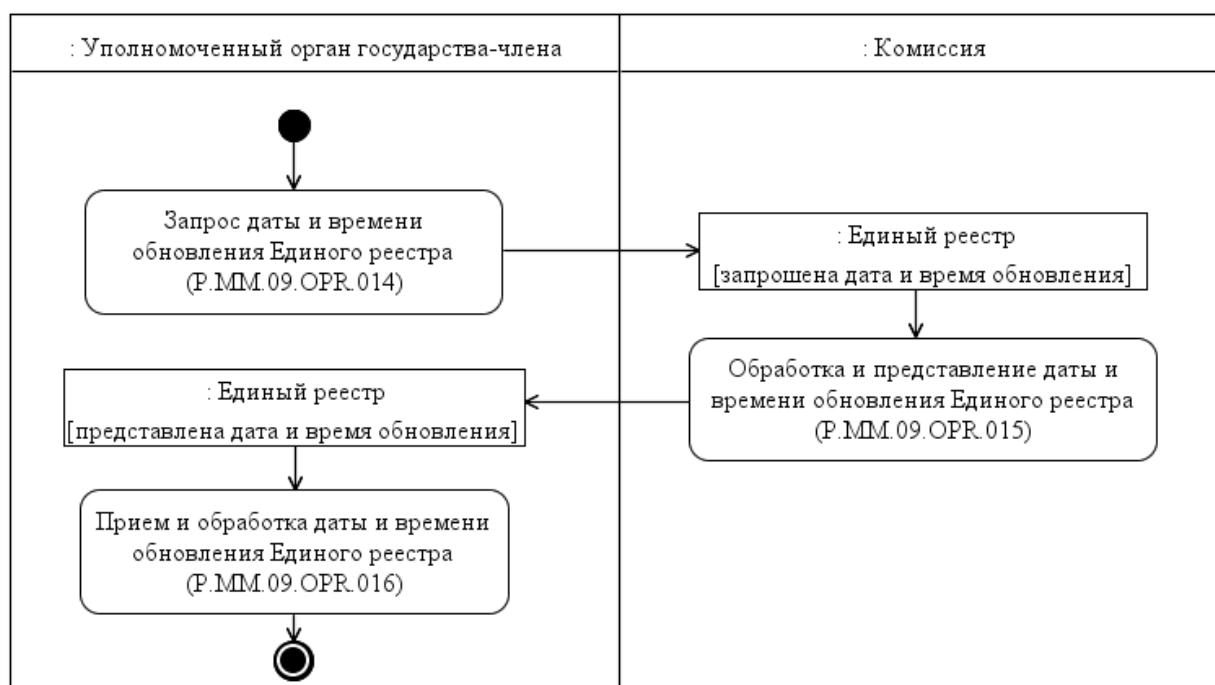 : Уполномоченный орган государства-члена
: Комиссия
Запрос даты и времени
обновления Единого реестра
(P.MM.09.OPR.014)
: Единый реестр
[запрошена дата и время обновления]
Обработка и представление даты и
времени обновления Единого реестра
(P.MM.09.OPR.015)
: Единый реестр
[представлена дата и время обновления]
Прием и обработка даты и времени
обновления Единого реестра
(P.MM.09.OPR.016)